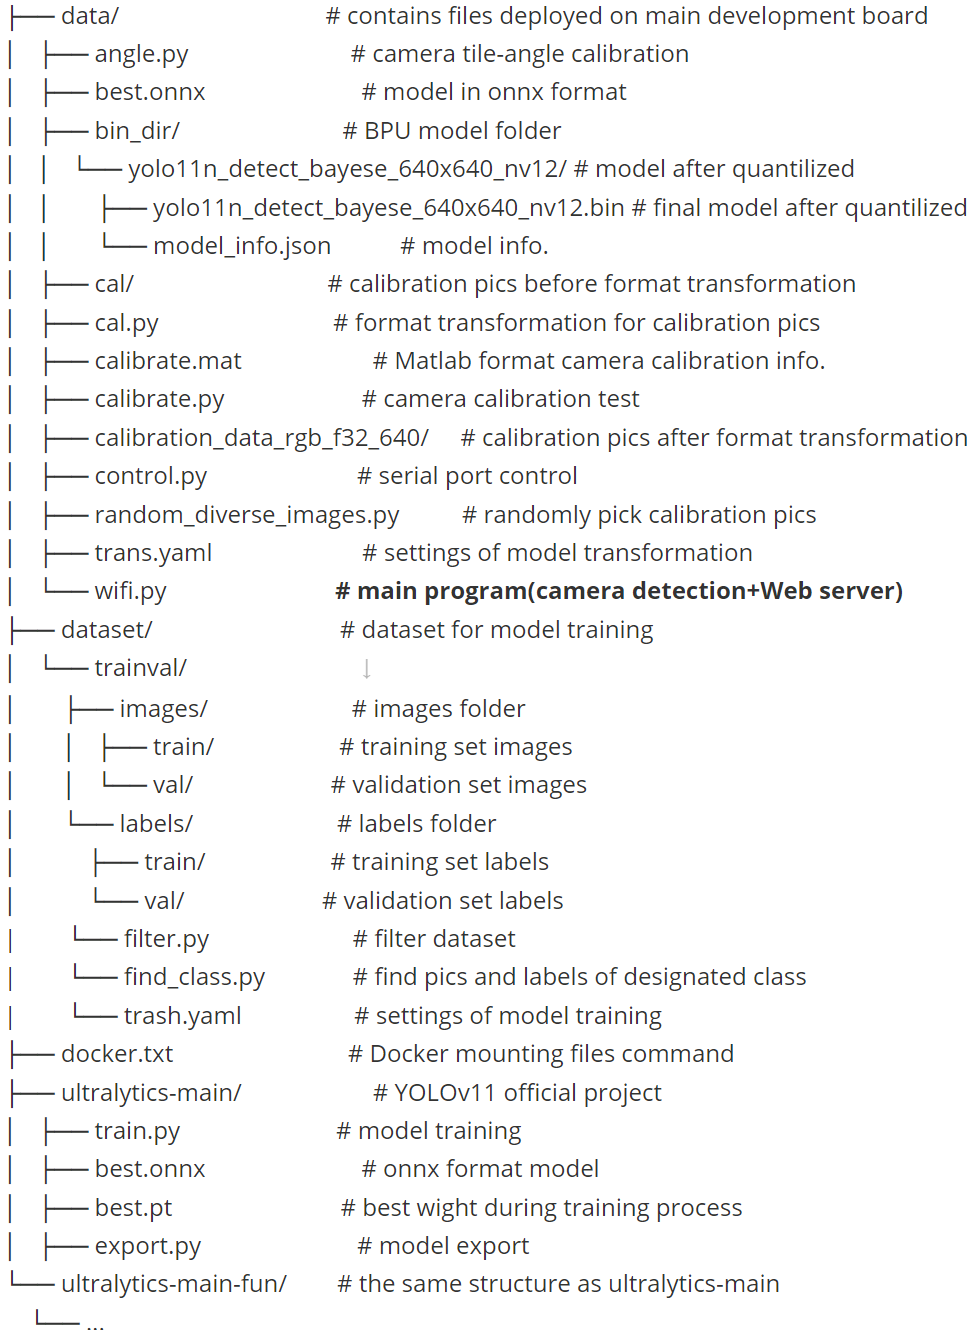 ├── data/ # contains files deployed on main development board
│ ├── angle.py # camera tile-angle calibration
│ ├── best.onnx # model in onnx format
│ ├── bin_dir/ # BPU model folder
│ │ └── yolo11n_detect_bayese_640x640_nv12/ # model after quantilized
│ │ ├── yolo11n_detect_bayese_640x640_nv12.bin # final model after quantilized
│ │ └── model_info.json # model info.
│ ├── cal/ # calibration pics before format transformation
│ ├── cal.py # format transformation for calibration pics
│ ├── calibrate.mat # Matlab format camera calibration info.
│ ├── calibrate.py # camera calibration test
│ ├── calibration_data_rgb_f32_640/ # calibration pics after format transformation
│ ├── control.py # serial port control
│ ├── random_diverse_images.py # randomly pick calibration pics
│ ├── trans.yaml # settings of model transformation
│ └── wifi.py # main program(camera detection+Web server)
├── dataset/ # dataset for model training
│ └── trainval/ ↓
│ ├── images/ # images folder
│ │ ├── train/ # training set images
│ │ └── val/ # validation set images
│ └── labels/ # labels folder
│ ├── train/ # training set labels
│ └── val/ # validation set labels
| └── filter.py # filter dataset
| └── find_class.py # find pics and labels of designated class
| └── trash.yaml # settings of model training
├── docker.txt # Docker mounting files command
├── ultralytics-main/ # YOLOv11 official project
│ ├── train.py # model training
│ ├── best.onnx # onnx format model
│ ├── best.pt # best wight during training process
│ ├── export.py # model export
└── ultralytics-main-fun/ # the same structure as ultralytics-main
└── ...